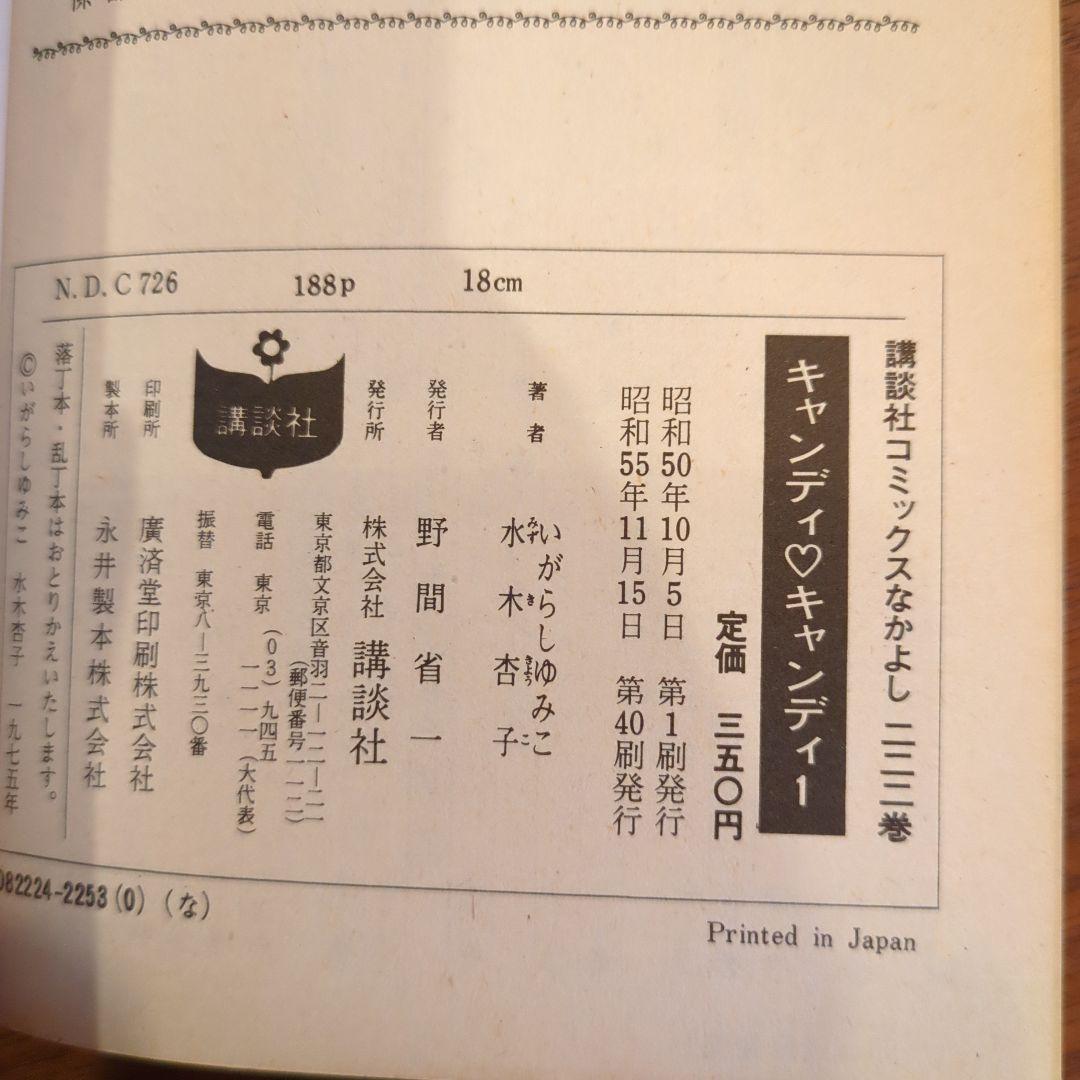 N.D.C 726 188p 18cm
講談社コミックスなかよし 二二二巻
キャンディ♡キャンディ1
定価 三五〇円
昭和50年10月5日 第1刷発行
昭和55年11月15日 第40刷発行
著者 いがらしゆみこ
水木杏子
みずききょうこ
発行者 野間省一
発行所 株式会社 講談社
東京都文京区音羽二—一二—二一
(郵便番号一一二)
電話 東京 (03)九四五
一一一一(大代表)
振替 東京八—三九三〇番
講談社
印刷所 廣済堂印刷株式会社
製本所 永井製本株式会社
落丁本・乱丁本はおとりかえいたします。
©いがらしゆみこ 水木杏子 一九七五年
082224-2253(0) (な)
Printed in Japan